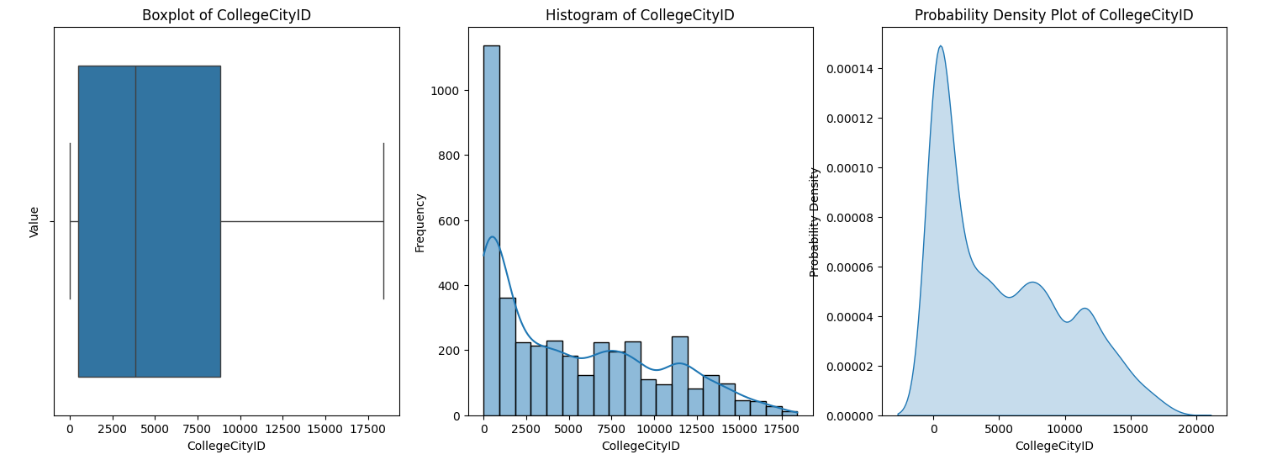 Boxplot of CollegeCityID
Value
0 2500 5000 7500 10000 12500 15000 17500
CollegeCityID
Histogram of CollegeCityID
Frequency
1000
800
600
400
200
0
0 2500 5000 7500 10000 12500 15000 17500
CollegeCityID
Probability Density Plot of CollegeCityID
Probability Density
0.00014
0.00012
0.00010
0.00008
0.00006
0.00004
0.00002
0.00000
0 5000 10000 15000 20000
CollegeCityID